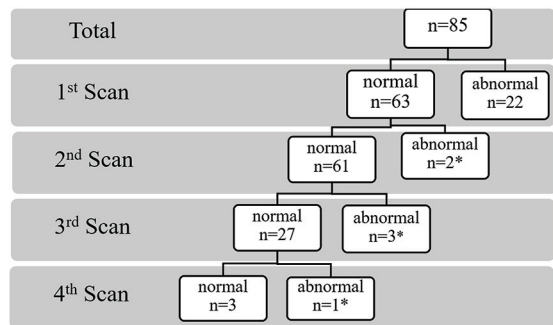 Total
n=85
1st Scan
normal
n=63
abnormal
n=22
2nd Scan
normal
n=61
abnormal
n=2*
3rd Scan
normal
n=27
abnormal
n=3*
4th Scan
normal
n=3
abnormal
n=1*